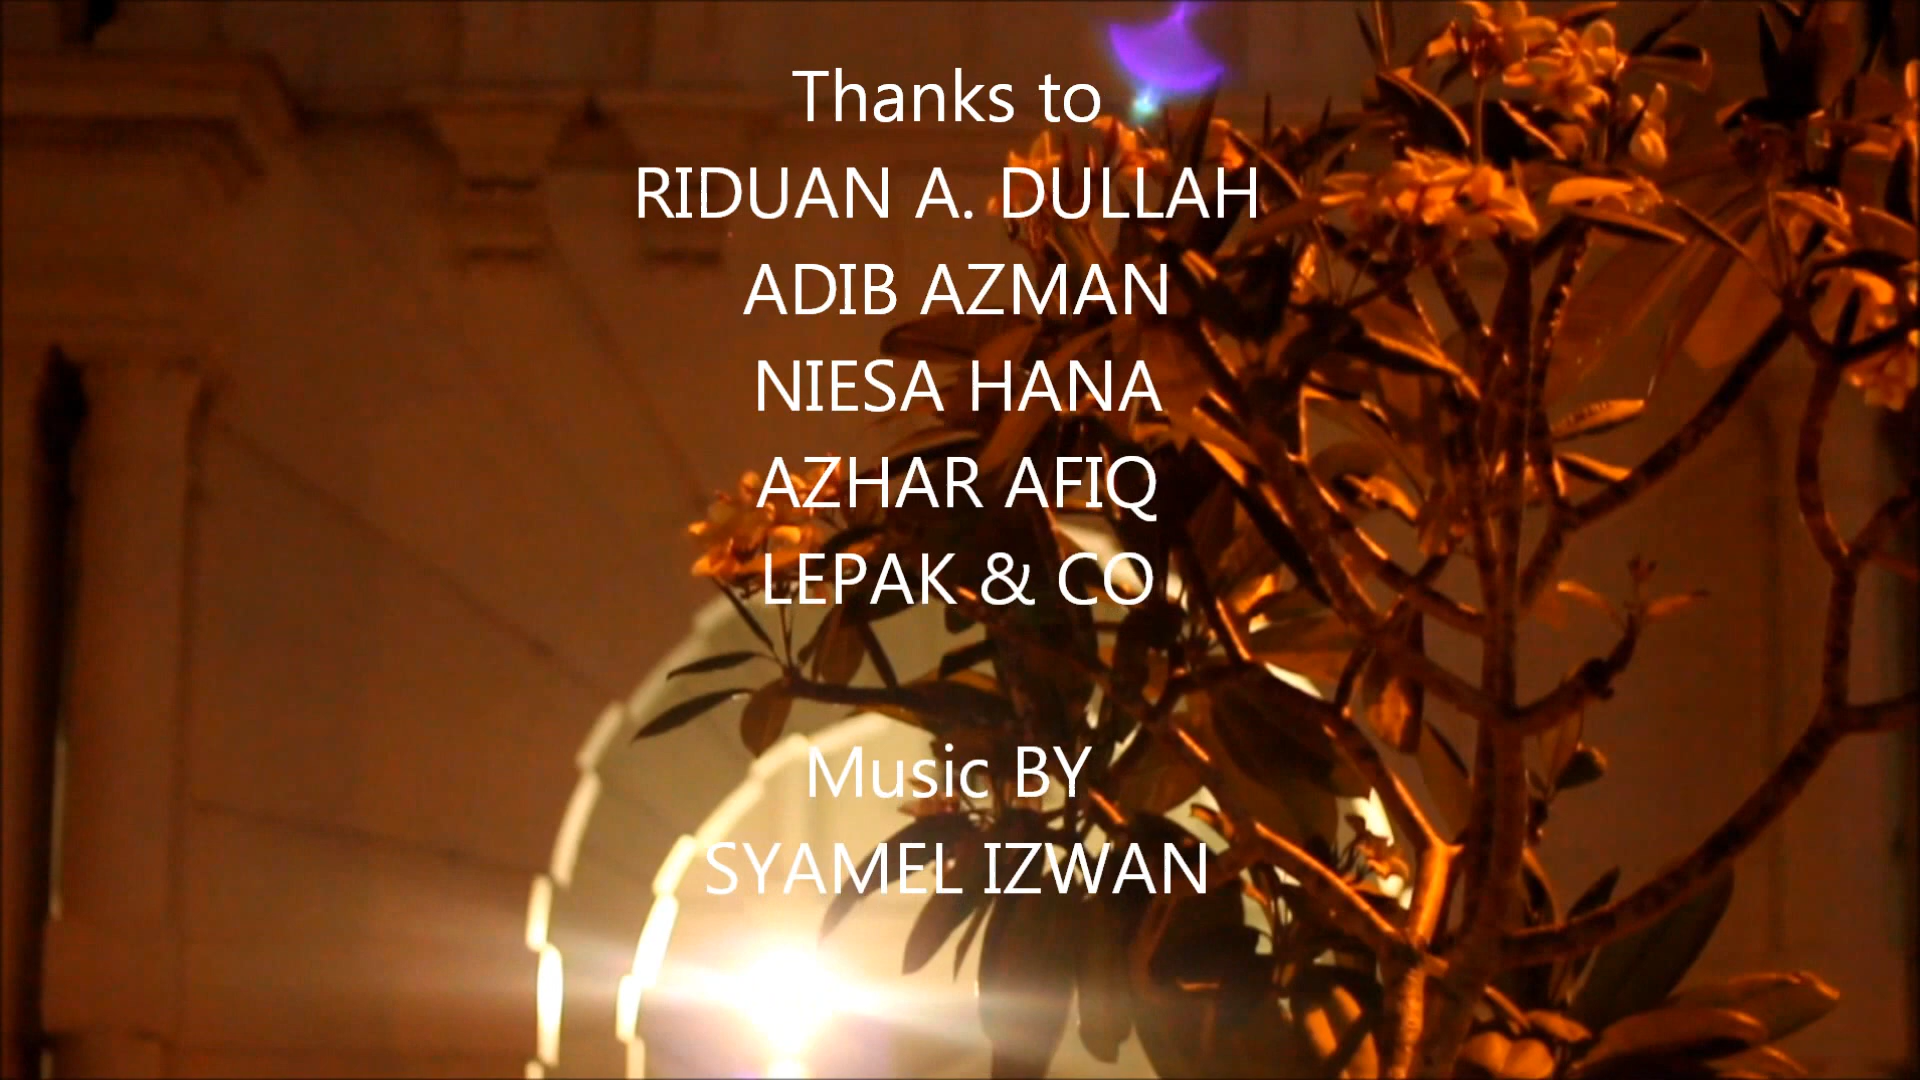 Thanks to
RIDUAN A. DULLAH
ADIB AZMAN
NIESA HANA
AZHAR AFIQ
LEPAK & CO
Music BY
SYAMEL IZWAN